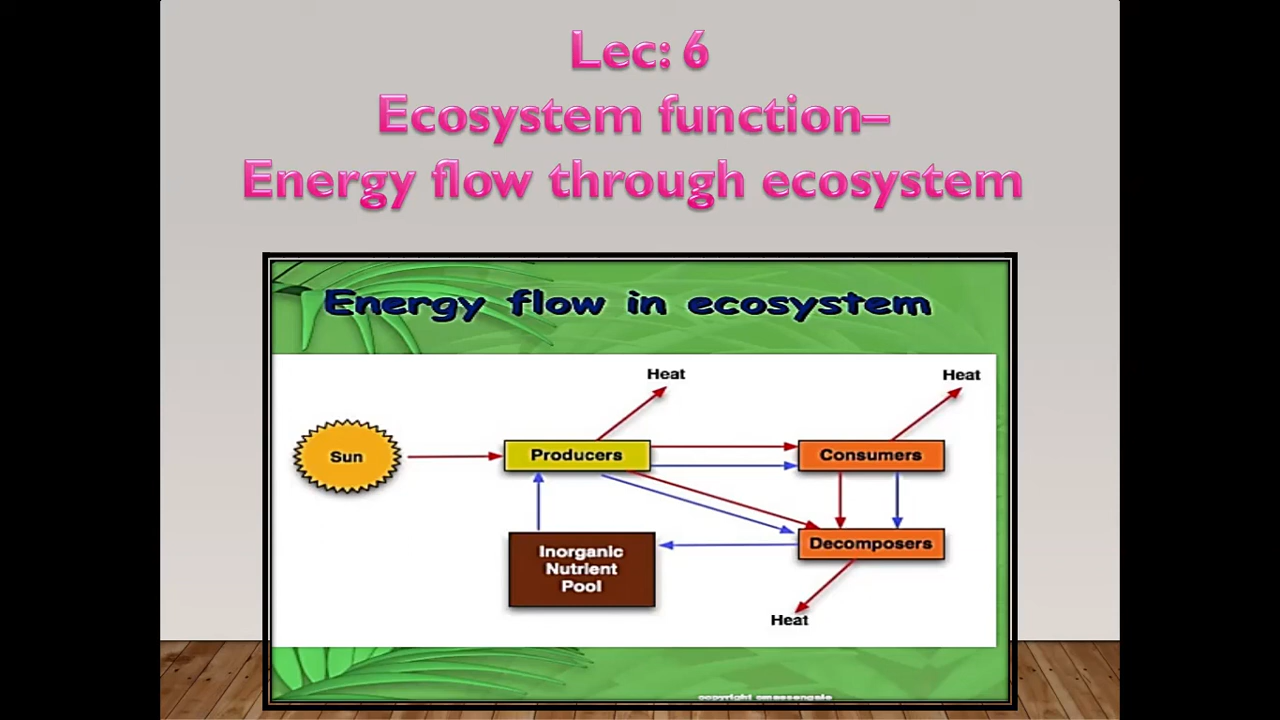 Lec: 6
Ecosystem function–
Energy flow through ecosystem
Energy flow in ecosystem
Heat
Heat
Sun
Producers
Consumers
Inorganic
Nutrient
Pool
Decomposers
Heat
copyright